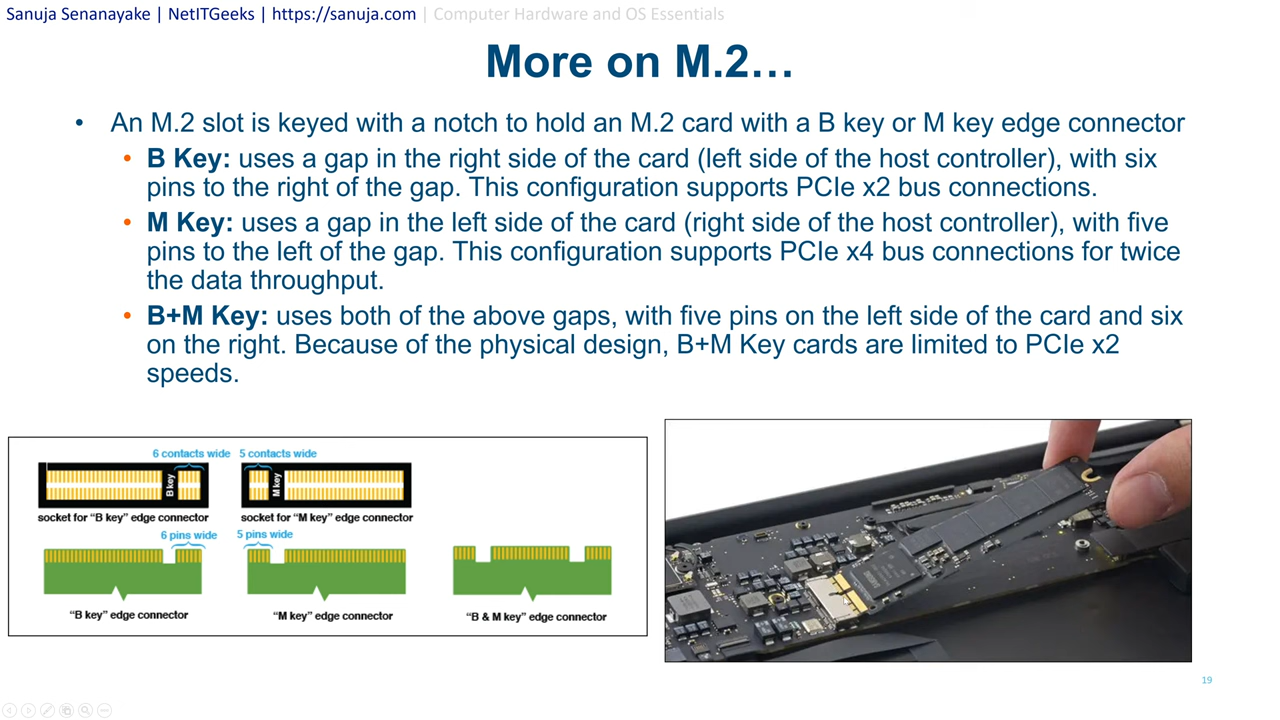 Sanuja Senanayake | NetITGeeks | https://sanuja.com | Computer Hardware and OS Essentials
More on M.2…
• An M.2 slot is keyed with a notch to hold an M.2 card with a B key or M key edge connector
• B Key: uses a gap in the right side of the card (left side of the host controller), with six
pins to the right of the gap. This configuration supports PCIe x2 bus connections.
• M Key: uses a gap in the left side of the card (right side of the host controller), with five
pins to the left of the gap. This configuration supports PCIe x4 bus connections for twice
the data throughput.
• B+M Key: uses both of the above gaps, with five pins on the left side of the card and six
on the right. Because of the physical design, B+M Key cards are limited to PCIe x2
speeds.
6 contacts wide
5 contacts wide
B key
M key
socket for “B key” edge connector
socket for “M key” edge connector
6 pins wide
5 pins wide
“B key” edge connector
“M key” edge connector
“B & M key” edge connector
19